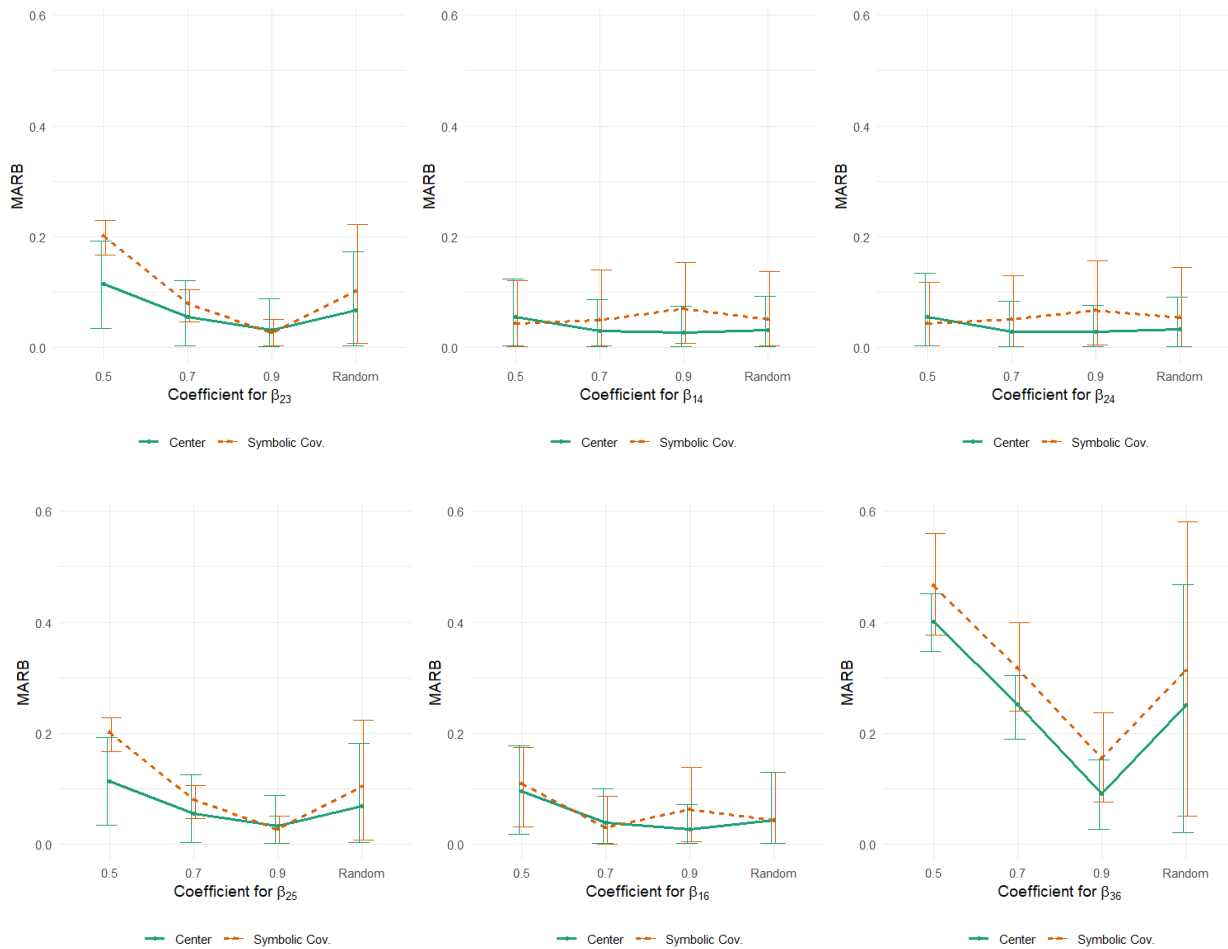 0.6
0.4
0.2
0.0
MARB
0.5 0.7 0.9 Random
Coefficient for β23
Center Symbolic Cov.
0.6
0.4
0.2
0.0
MARB
0.5 0.7 0.9 Random
Coefficient for β14
Center Symbolic Cov.
0.6
0.4
0.2
0.0
MARB
0.5 0.7 0.9 Random
Coefficient for β24
Center Symbolic Cov.
0.6
0.4
0.2
0.0
MARB
0.5 0.7 0.9 Random
Coefficient for β25
Center Symbolic Cov.
0.6
0.4
0.2
0.0
MARB
0.5 0.7 0.9 Random
Coefficient for β16
Center Symbolic Cov.
0.6
0.4
0.2
0.0
MARB
0.5 0.7 0.9 Random
Coefficient for β36
Center Symbolic Cov.